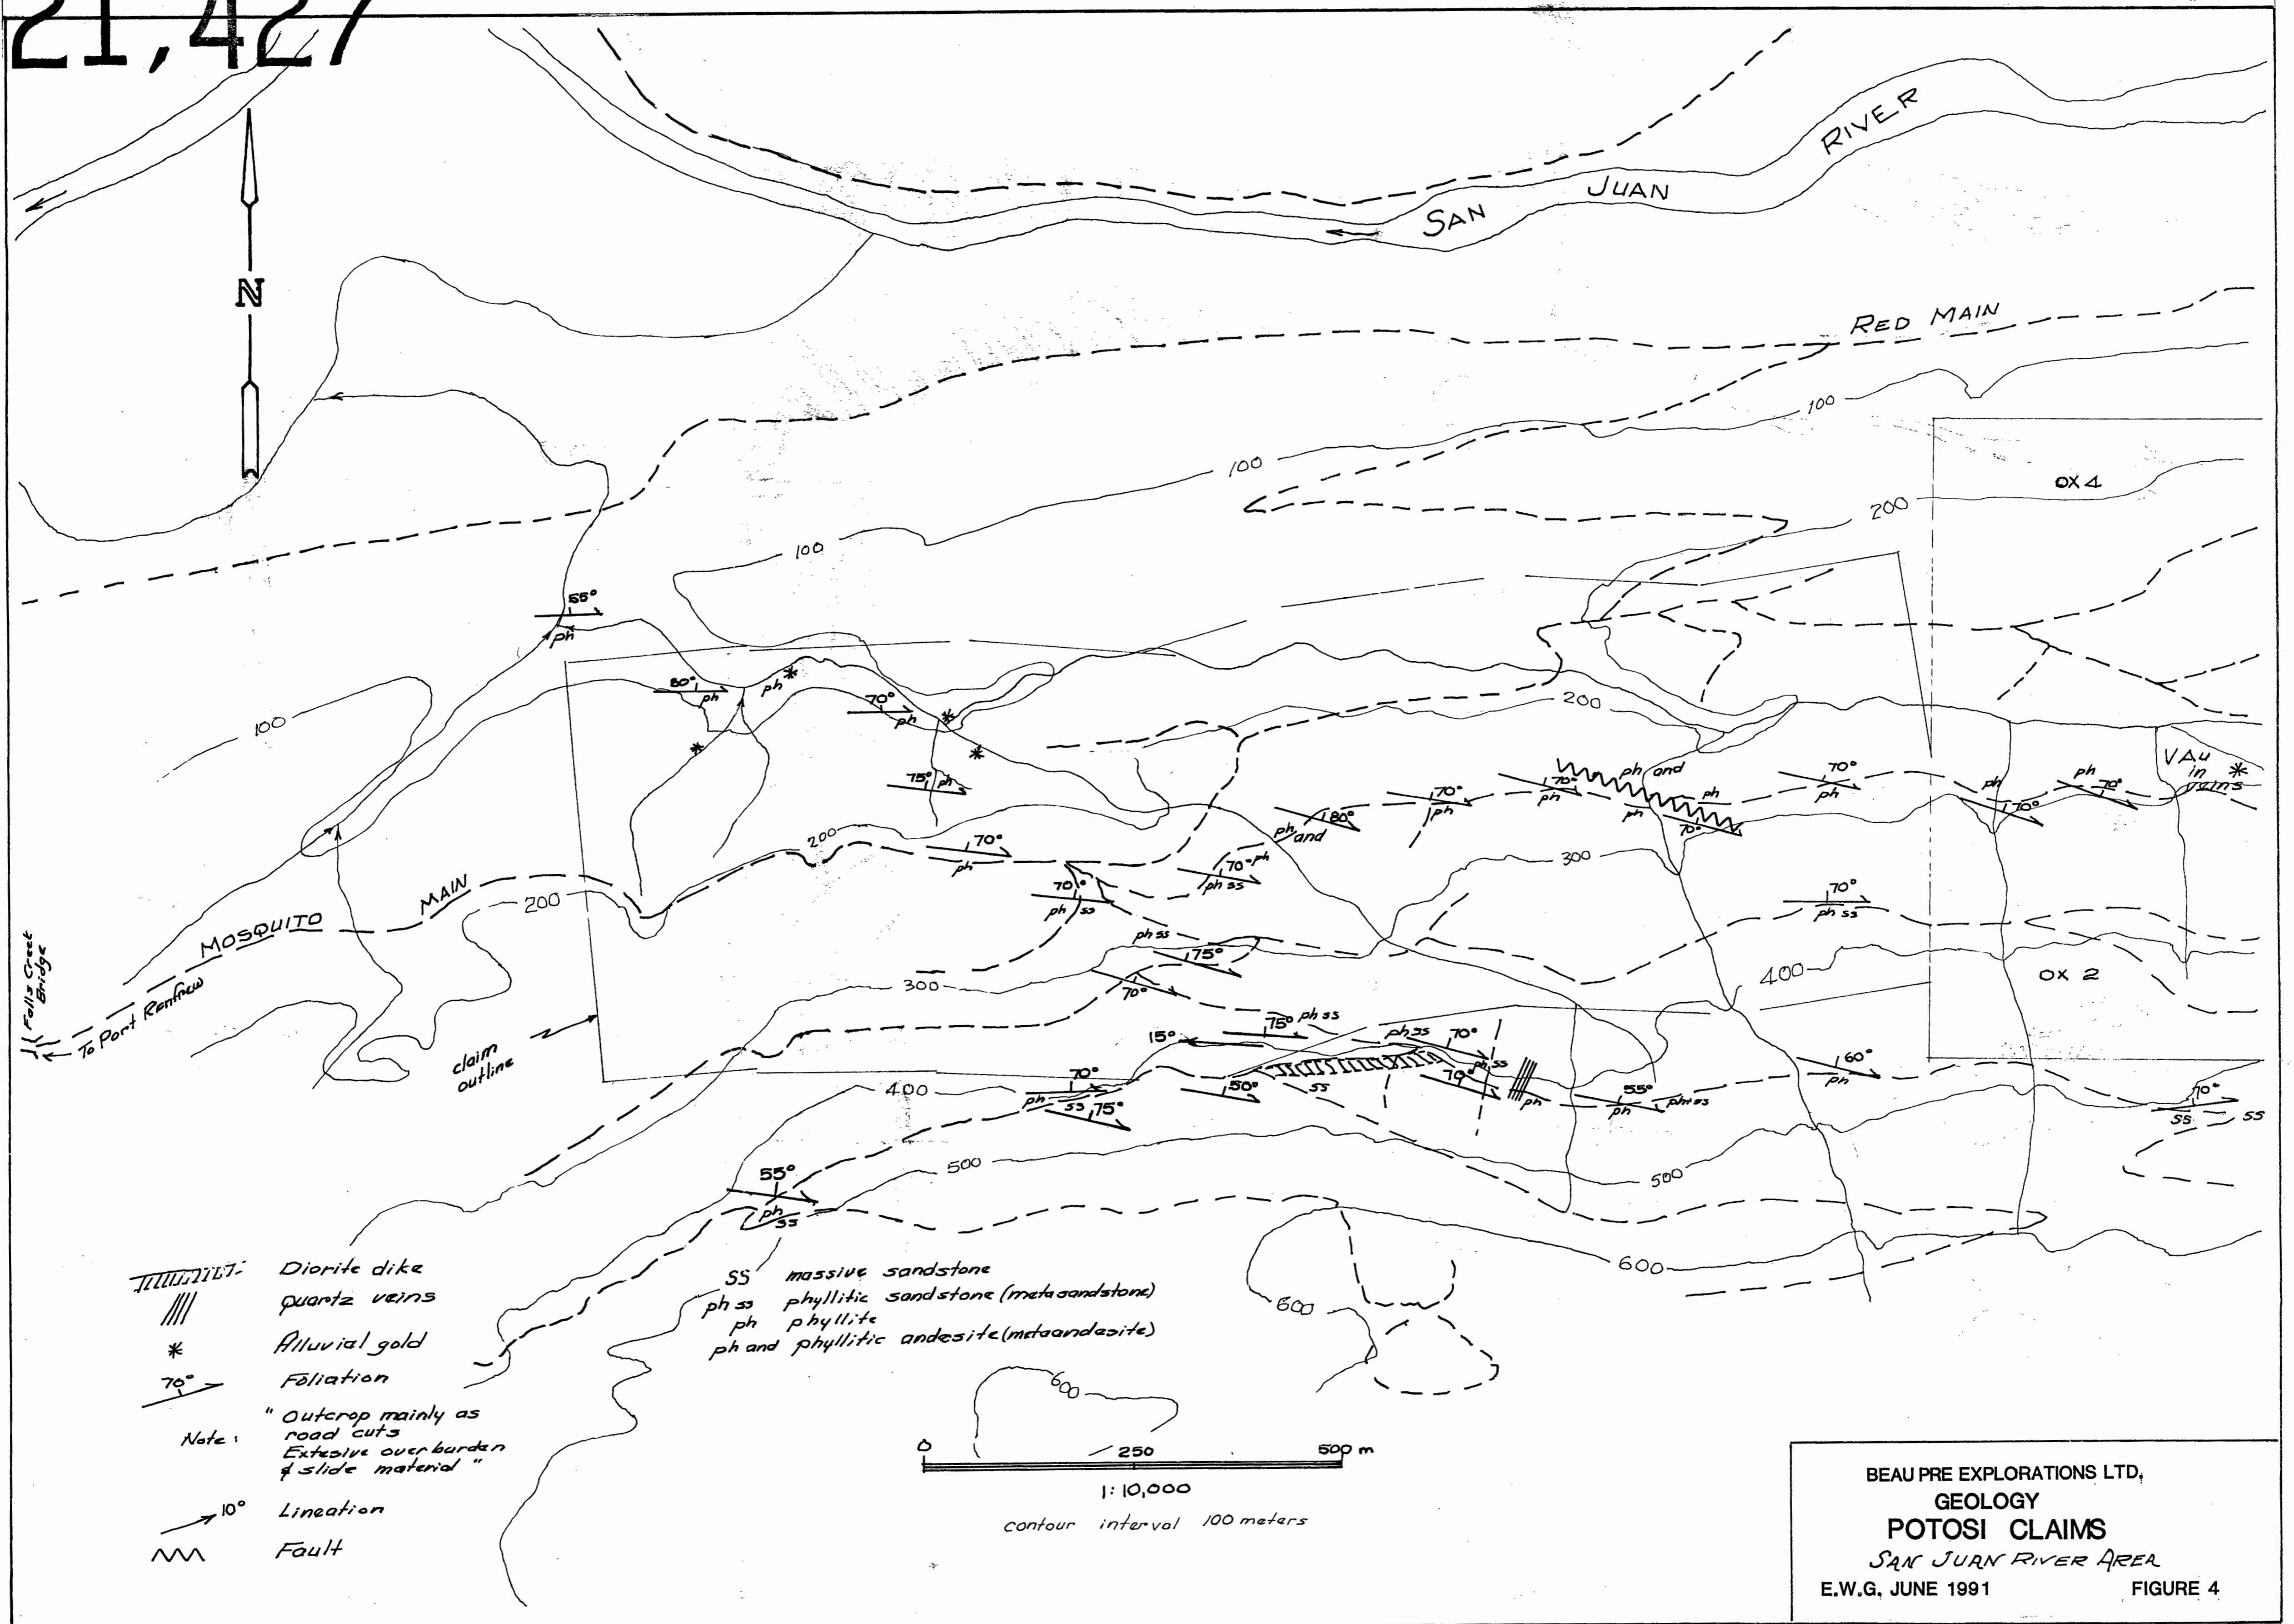 21,427
N
SAN JUAN RIVER
RED MAIN
100
100
100
100
OX 4
200
55°
ph
80°
ph
ph
70°
ph
200
75° ph
ph and
70°
ph
70°
ph
ph
70°
ph
70°
ph
70°
ph
70°
VAu
in
veins
80°
ph
and
70°
ph
200
70°
ph
70° ph
ph ss
300
70°
ph ss
70°
ph ss
MOSQUITO MAIN
200
ph ss
75°
70°
300
400
OX 2
Falls Creek
Bridge
To Port Renfrew
claim
outline
15°
75° ph ss
ph ss
70°
ph ss
70°
ss
50°
ph
55°
ph
ph ss
60°
ph
70°
ss
ss
400
70°
ph
ss
75°
500
500
55°
ph
ss
600
600
600
Diorite dike
Quartz veins
Alluvial gold
70°
Foliation
Note: "Outcrop mainly as
road cuts
Extesive overburden
& slide material"
10° Lineation
Fault
SS massive sandstone
ph ss phyllitic sandstone (metasandstone)
ph phyllite
ph and phyllitic andesite (metaandesite)
0 250 500 m
1:10,000
contour interval 100 meters
BEAU PRE EXPLORATIONS LTD.
GEOLOGY
POTOSI CLAIMS
SAN JUAN RIVER AREA
E.W.G. JUNE 1991 FIGURE 4